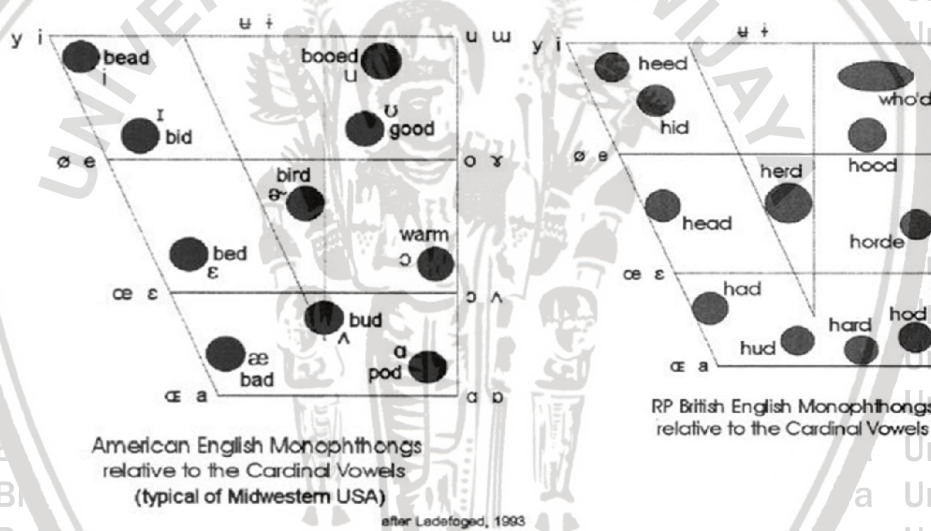 ʉ ɨ
y i
u ɯ
bead
i
booed
u
ɪ
bid
ʊ
good
ø e
o ɤ
bird
ɚ
warm
ɔ
bed
ɛ
œ ɛ
ɔ ʌ
bud
ʌ
æ
bad
ɑ
pod
Œ a
American English Monophthongs
relative to the Cardinal Vowels
(typical of Midwestern USA)
after Ladefoged, 1993
ʉ ɨ
y i
heed
hid
who'd
hood
ø e
herd
head
horde
œ ɛ
had
hud
hard
hod
Œ a
RP British English Monophthongs
relative to the Cardinal Vowels